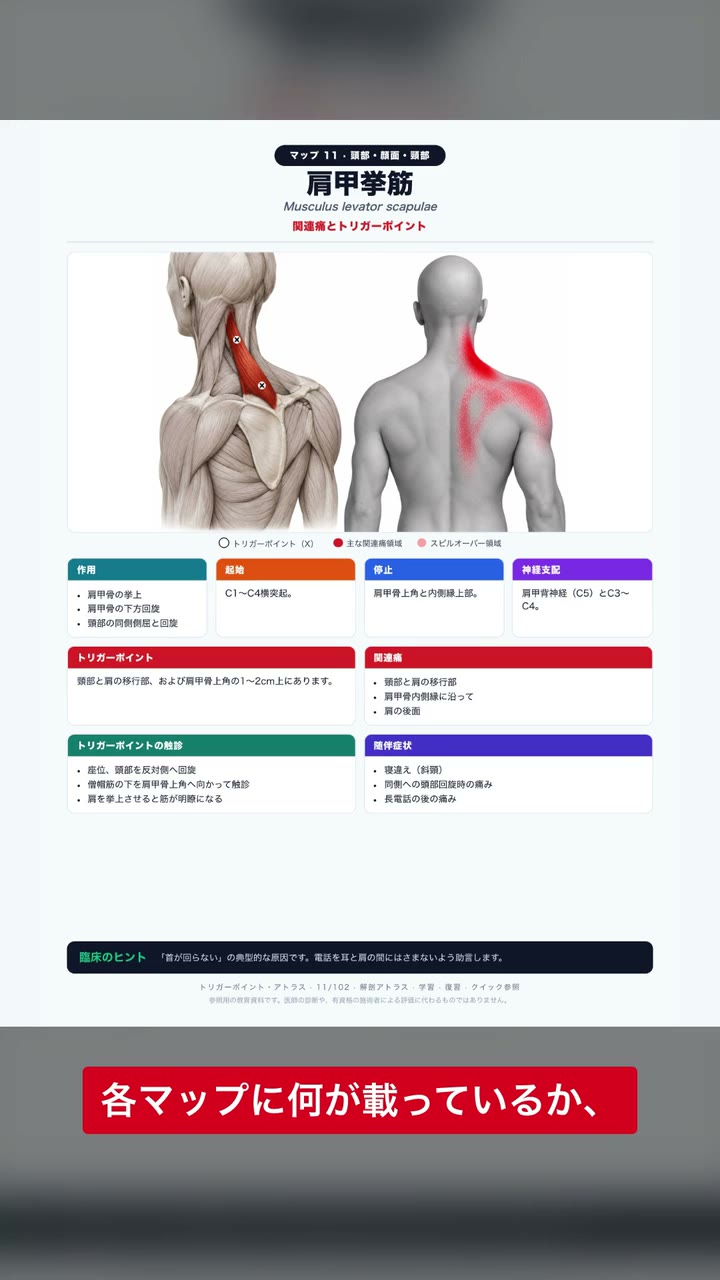 マップ 11・頭部・顔面・頸部
肩甲挙筋
Musculus levator scapulae
関連痛とトリガーポイント
トリガーポイント（X）
主な関連痛領域
スピルオーバー領域
作用
• 肩甲骨の挙上
• 肩甲骨の下方回旋
• 頸部の同側側屈と回旋
起始
C1〜C4横突起。
停止
肩甲骨上角と内側縁上部。
神経支配
肩甲背神経（C5）とC3〜
C4。
トリガーポイント
頸部と肩の移行部、および肩甲骨上角の1〜2cm上にあります。
関連痛
• 頸部と肩の移行部
• 肩甲骨内側縁に沿って
• 肩の後面
トリガーポイントの触診
• 座位、頭部を反対側へ回旋
• 僧帽筋の下を肩甲骨上角へ向かって触診
• 肩を挙上させると筋が明瞭になる
随伴症状
• 寝違え（斜頸）
• 同側への頭部回旋時の痛み
• 長電話の後の痛み
臨床のヒント 「首が回らない」の典型的な原因です。電話を耳と肩の間にはさまないよう助言します。
トリガーポイント・アトラス · 11/102 · 解剖アトラス · 学習 · 復習 · クイック参照
参照用の教育資料です。医師の診断や、有資格の施術者による評価に代わるものではありません。
各マップに何が載っているか、